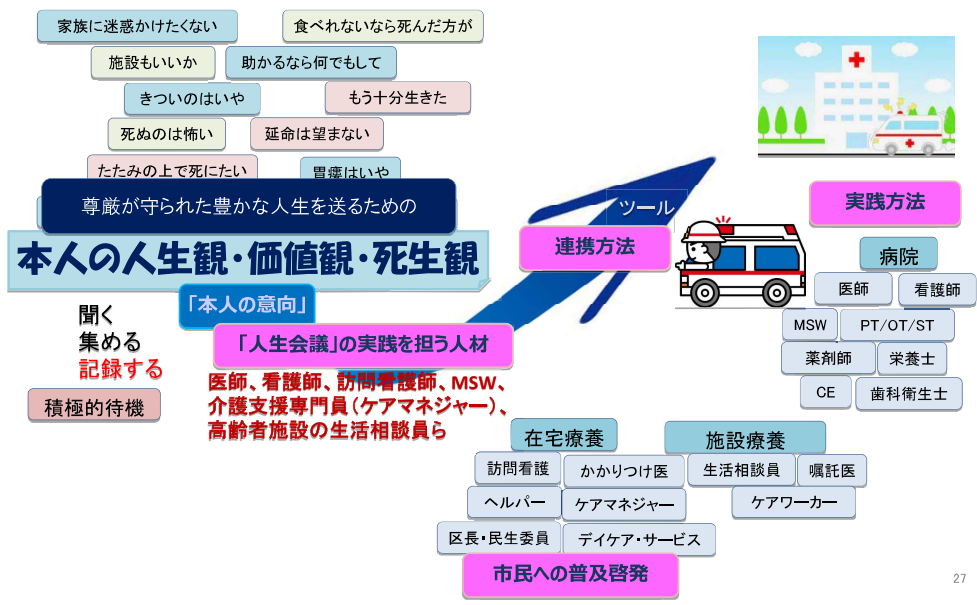 家族に迷惑かけたくない
食べれないなら死んだ方が
施設もいいか
助かるなら何でもして
きついのはいや
もう十分生きた
死ぬのは怖い
延命は望まない
たたみの上で死にたい
胃瘻はいや
尊厳が守られた豊かな人生を送るための
本人の人生観・価値観・死生観
「本人の意向」
聞く
集める
記録する
積極的待機
「人生会議」の実践を担う人材
医師、看護師、訪問看護師、MSW、
介護支援専門員（ケアマネジャー）、
高齢者施設の生活相談員ら
ツール
連携方法
実践方法
病院
医師
看護師
MSW
PT/OT/ST
薬剤師
栄養士
CE
歯科衛生士
在宅療養
訪問看護
かかりつけ医
ヘルパー
ケアマネジャー
区長・民生委員
デイケア・サービス
施設療養
生活相談員
嘱託医
ケアワーカー
市民への普及啓発
27